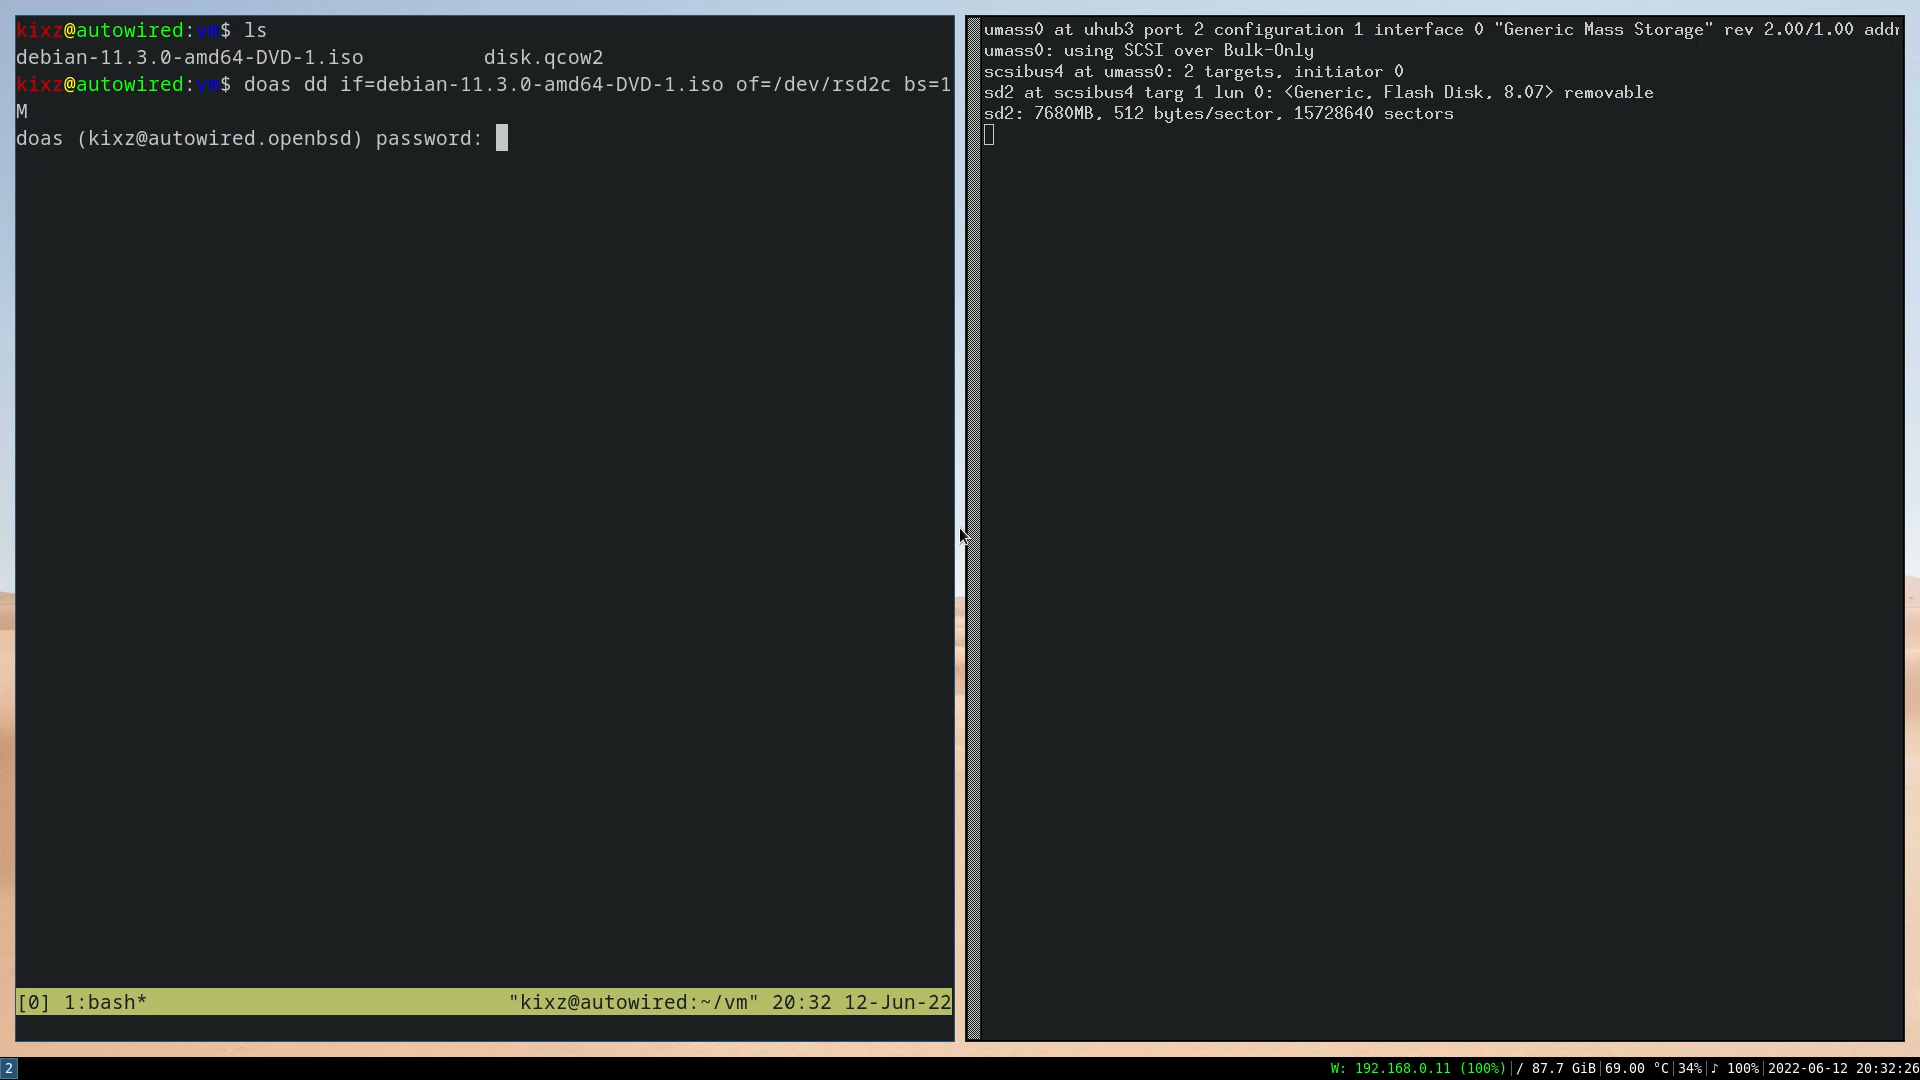 kixz@autowired:vm$ ls
debian-11.3.0-amd64-DVD-1.iso          disk.qcow2
kixz@autowired:vm$ doas dd if=debian-11.3.0-amd64-DVD-1.iso of=/dev/rsd2c bs=1
M
doas (kixz@autowired.openbsd) password:
[0] 1:bash*                              "kixz@autowired:~/vm" 20:32 12-Jun-22
umass0 at uhub3 port 2 configuration 1 interface 0 "Generic Mass Storage" rev 2.00/1.00 addr
umass0: using SCSI over Bulk-Only
scsibus4 at umass0: 2 targets, initiator 0
sd2 at scsibus4 targ 1 lun 0: <Generic, Flash Disk, 8.07> removable
sd2: 7680MB, 512 bytes/sector, 15728640 sectors
2
W: 192.168.0.11 (100%)|/ 87.7 GiB|69.00 °C|34%|♪ 100%|2022-06-12 20:32:26